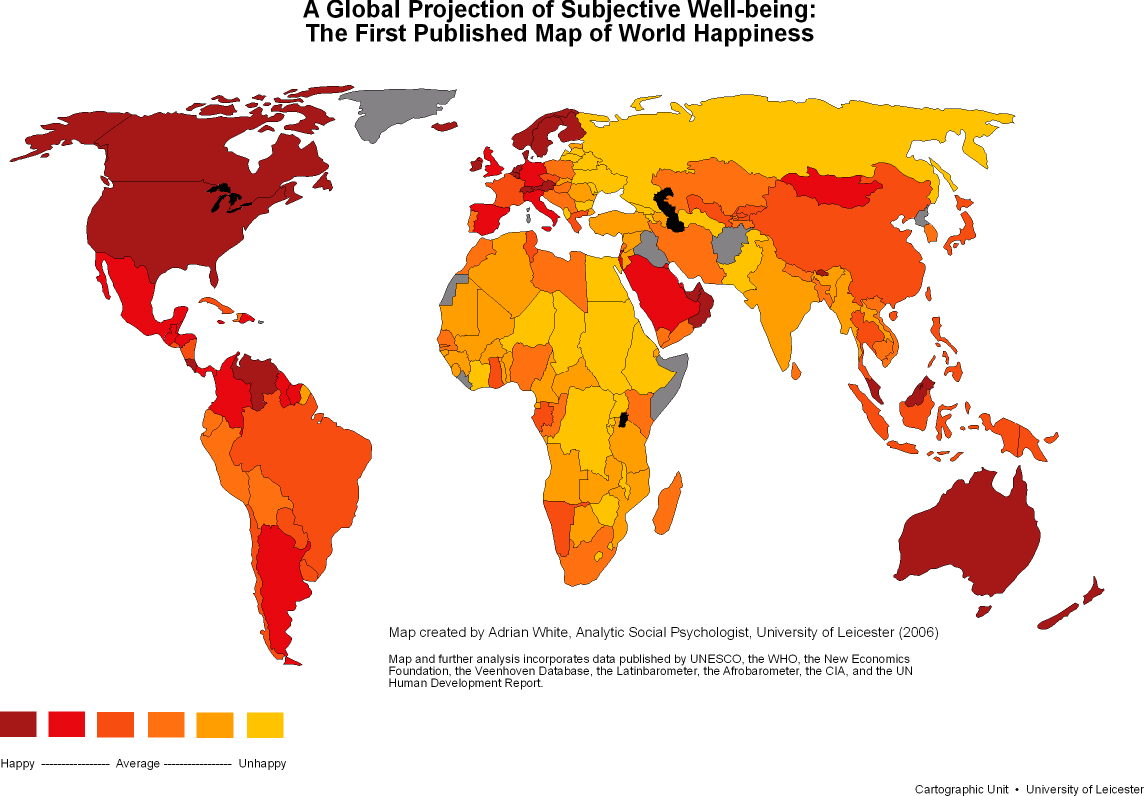 A Global Projection of Subjective Well-being:
The First Published Map of World Happiness
Map created by Adrian White, Analytic Social Psychologist, University of Leicester (2006)
Map and further analysis incorporates data published by UNESCO, the WHO, the New Economics
Foundation, the Veenhoven Database, the Latinbarometer, the Afrobarometer, the CIA, and the UN
Human Development Report.
Happy ----------------- Average ----------------- Unhappy
Cartographic Unit • University of Leicester